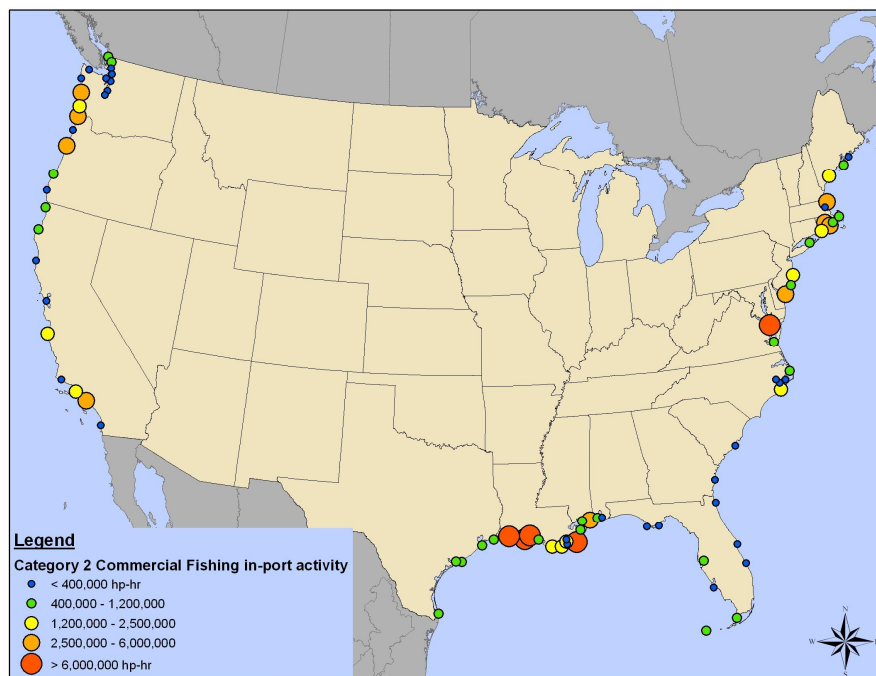 Legend
Category 2 Commercial Fishing in-port activity
< 400,000 hp-hr
400,000 - 1,200,000
1,200,000 - 2,500,000
2,500,000 - 6,000,000
> 6,000,000 hp-hr
N
W
E
S